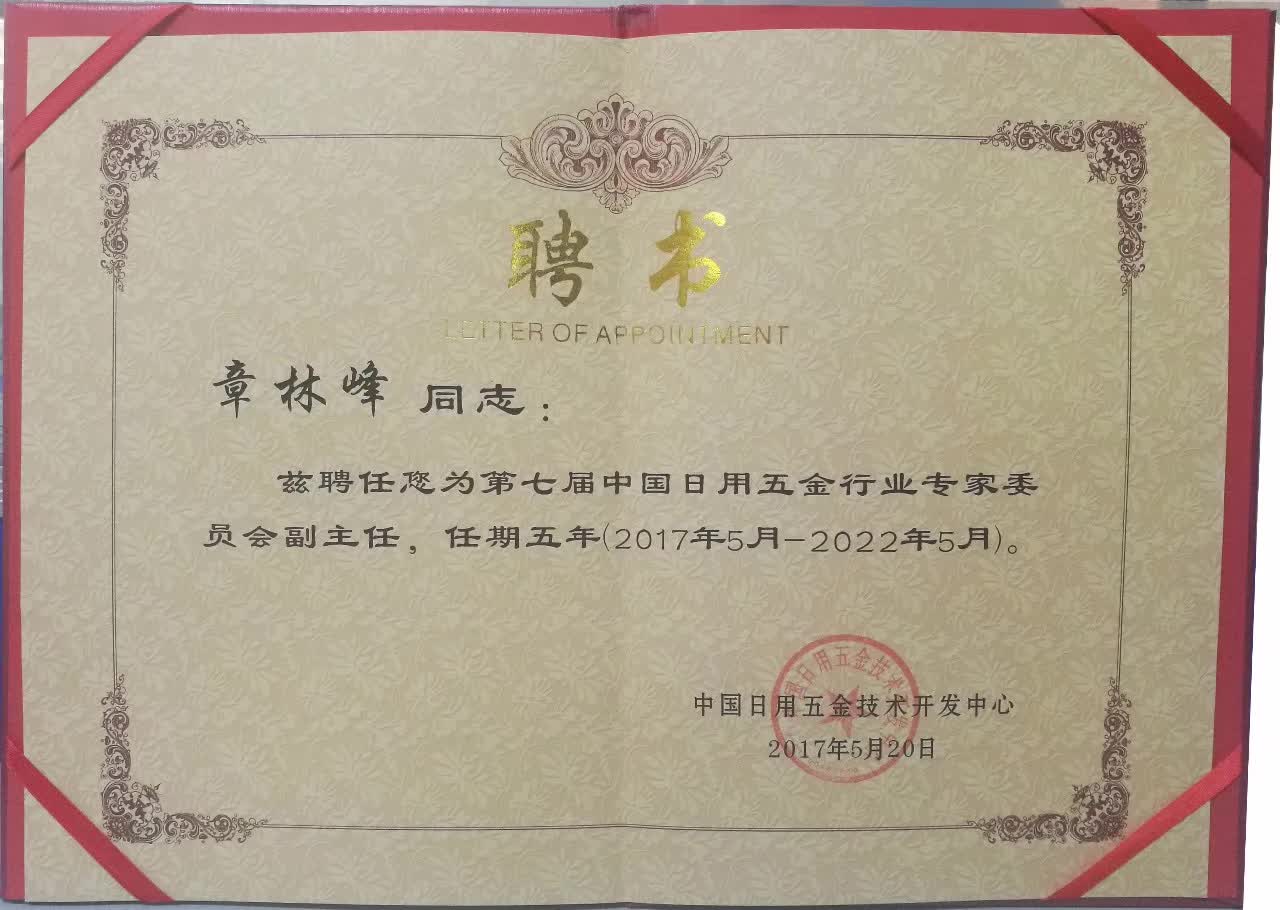 聘书
LETTER OF APPOINTMENT
章林峰 同志：
兹聘任您为第七届中国日用五金行业专家委
员会副主任，任期五年(2017年5月-2022年5月)。
中国日用五金技术开发中心
2017年5月20日